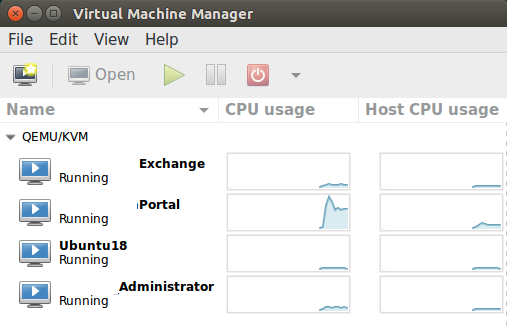 Virtual Machine Manager
File Edit View Help
Open
Name CPU usage Host CPU usage
QEMU/KVM
Exchange
Running
Portal
Running
Ubuntu18
Running
Administrator
Running